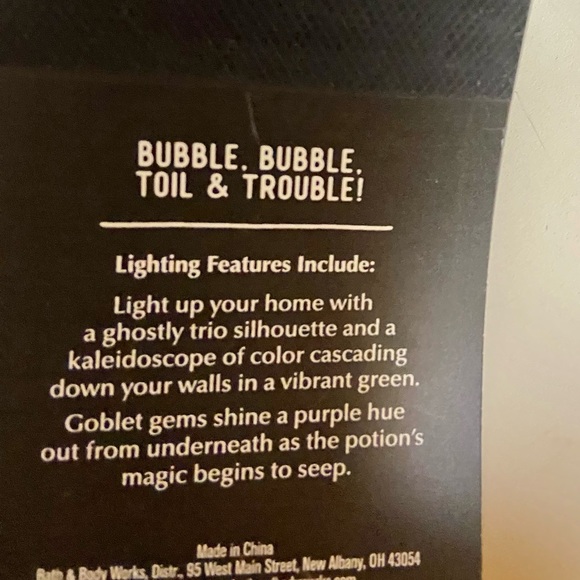 BUBBLE, BUBBLE,
TOIL & TROUBLE!
Lighting Features Include:
Light up your home with
a ghostly trio silhouette and a
kaleidoscope of color cascading
down your walls in a vibrant green.
Goblet gems shine a purple hue
out from underneath as the potion's
magic begins to seep.
Made in China
Bath & Body Works, Distr., 95 West Main Street, New Albany, OH 43054